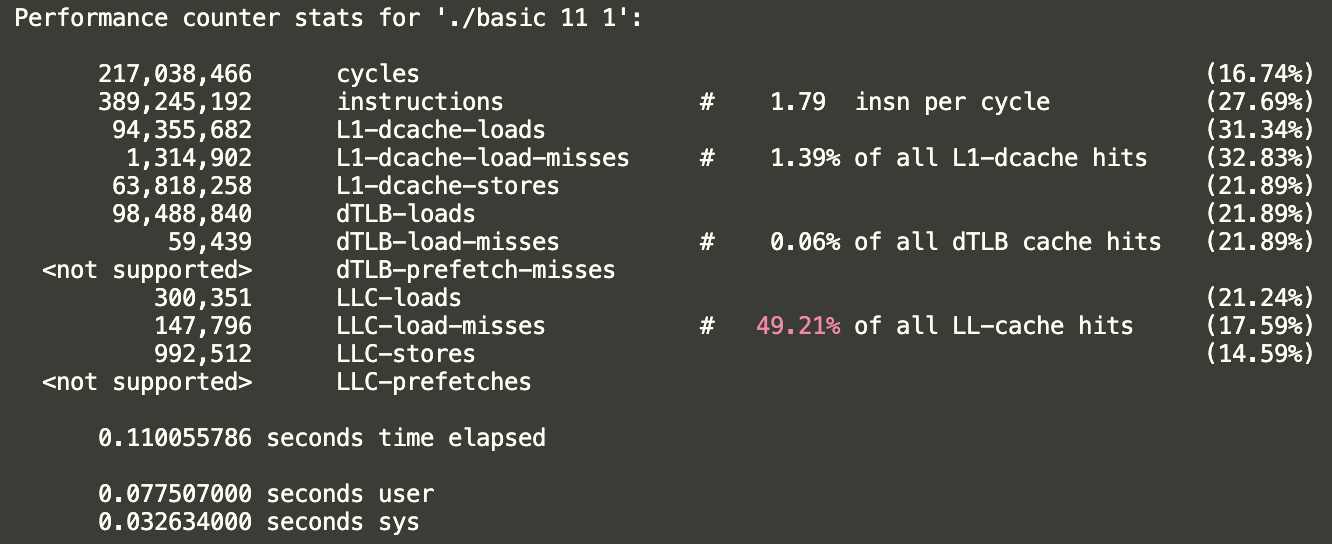 Performance counter stats for './basic 11 1':
217,038,466 cycles (16.74%)
389,245,192 instructions # 1.79 insn per cycle (27.69%)
94,355,682 L1-dcache-loads (31.34%)
1,314,902 L1-dcache-load-misses # 1.39% of all L1-dcache hits (32.83%)
63,818,258 L1-dcache-stores (21.89%)
98,488,840 dTLB-loads (21.89%)
59,439 dTLB-load-misses # 0.06% of all dTLB cache hits (21.89%)
<not supported> dTLB-prefetch-misses
300,351 LLC-loads (21.24%)
147,796 LLC-load-misses # 49.21% of all LL-cache hits (17.59%)
992,512 LLC-stores (14.59%)
<not supported> LLC-prefetches
0.110055786 seconds time elapsed
0.077507000 seconds user
0.032634000 seconds sys